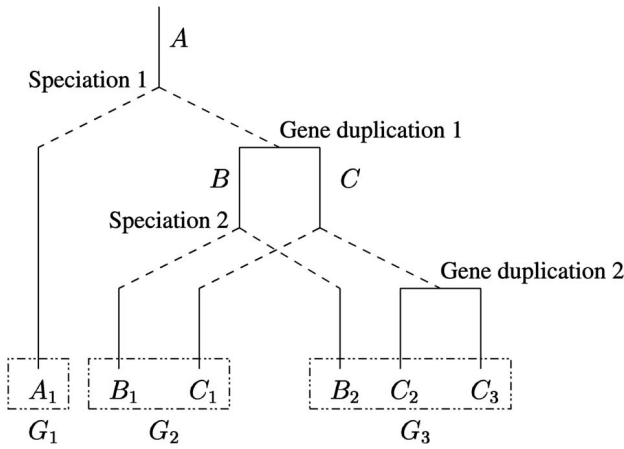 A
Speciation 1
Gene duplication 1
B
C
Speciation 2
Gene duplication 2
A₁ B₁ C₁ B₂ C₂ C₃
G₁ G₂ G₃